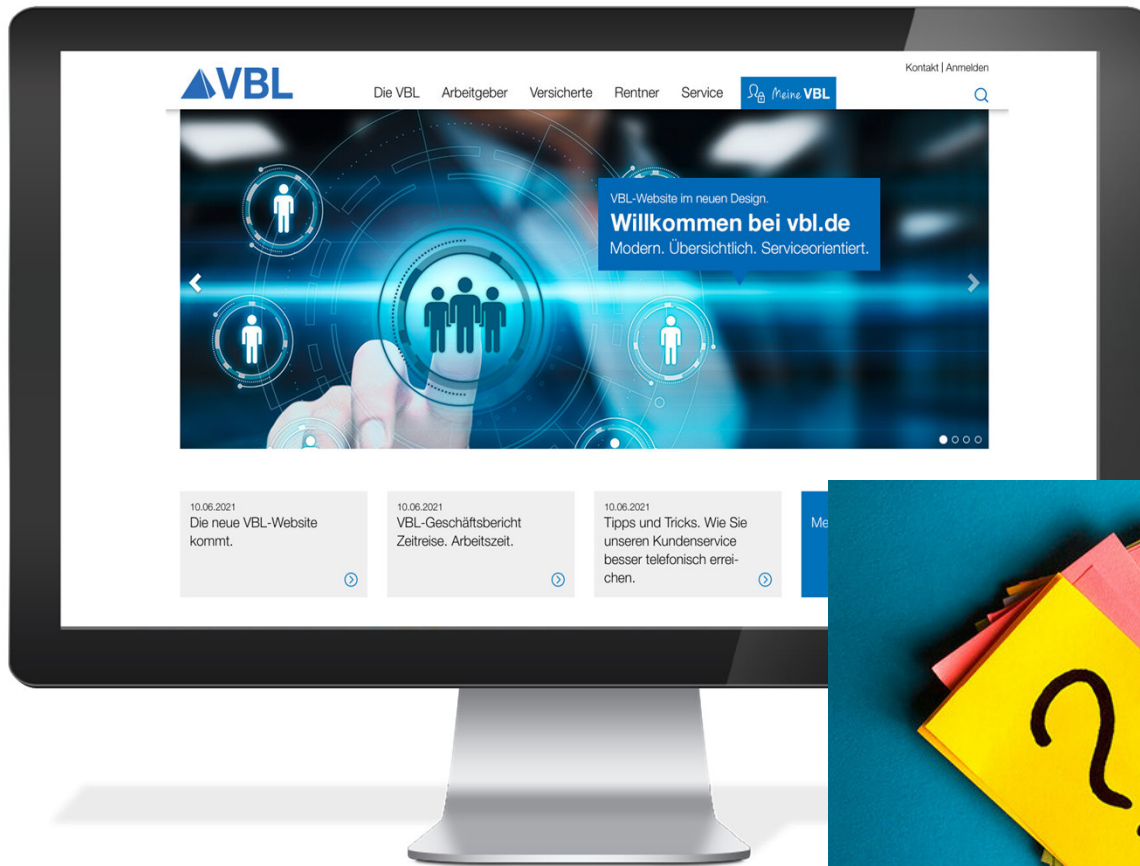 Kontakt | Anmelden
VBL
Die VBL Arbeitgeber Versicherte Rentner Service Meine VBL
VBL-Website im neuen Design.
Willkommen bei vbl.de
Modern. Übersichtlich. Serviceorientiert.
10.06.2021
Die neue VBL-Website
kommt.
10.06.2021
VBL-Geschäftsbericht
Zeitreise. Arbeitszeit.
10.06.2021
Tipps und Tricks. Wie Sie
unseren Kundenservice
besser telefonisch errei-
chen.
Me
?